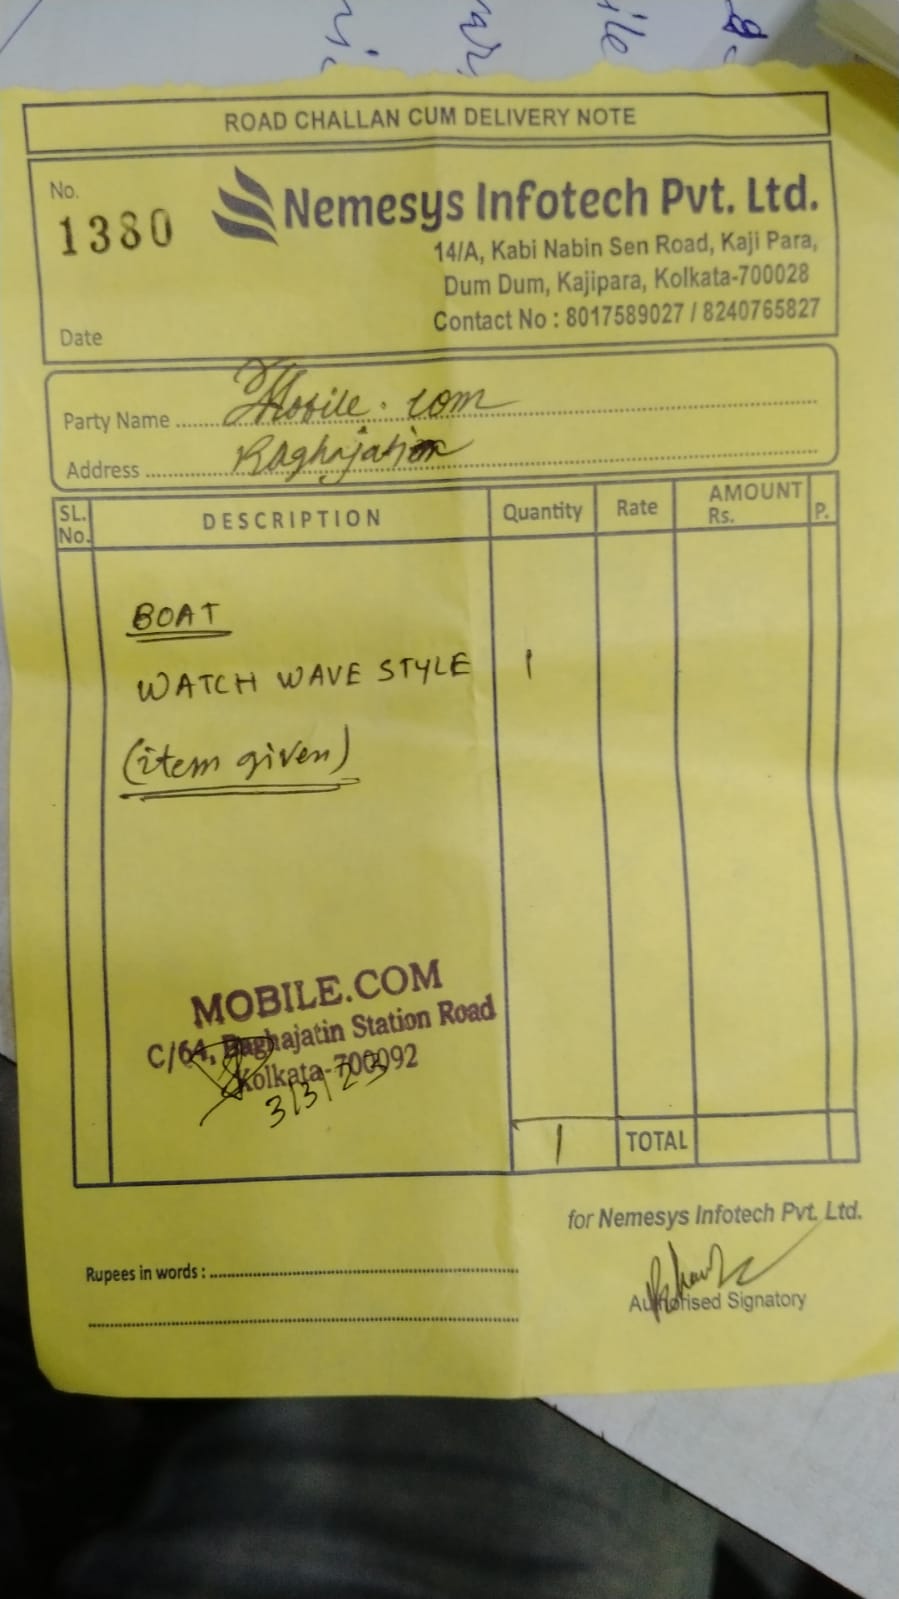 ROAD CHALLAN CUM DELIVERY NOTE
No.
1380
Nemesys Infotech Pvt. Ltd.
14/A, Kabi Nabin Sen Road, Kaji Para,
Dum Dum, Kajipara, Kolkata-700028
Contact No : 8017589027 / 8240765827
Date
Party Name Mobile. com
Address Baghajatin
SL. No. DESCRIPTION Quantity Rate AMOUNT Rs. P.
BOAT
WATCH WAVE STYLE 1
(item given)
MOBILE.COM
C/64, Baghajatin Station Road
Kolkata-700092
3/3/23
1 TOTAL
for Nemesys Infotech Pvt. Ltd.
Rupees in words :
Authorised Signatory